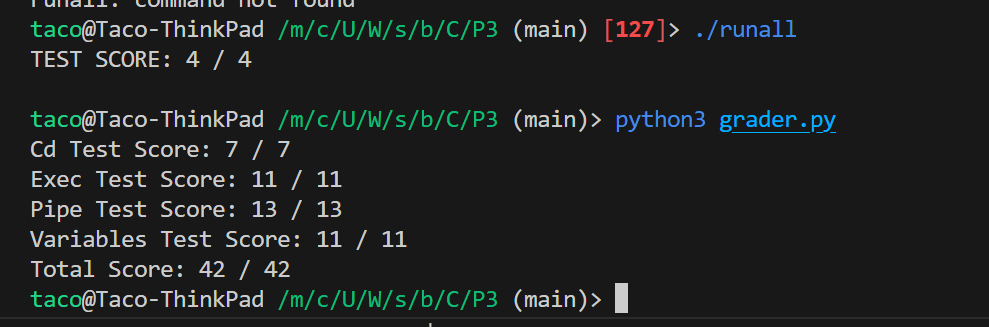 runall: command not found
taco@Taco-ThinkPad /m/c/U/W/s/b/C/P3 (main) [127]> ./runall
TEST SCORE: 4 / 4
taco@Taco-ThinkPad /m/c/U/W/s/b/C/P3 (main)> python3 grader.py
Cd Test Score: 7 / 7
Exec Test Score: 11 / 11
Pipe Test Score: 13 / 13
Variables Test Score: 11 / 11
Total Score: 42 / 42
taco@Taco-ThinkPad /m/c/U/W/s/b/C/P3 (main)>